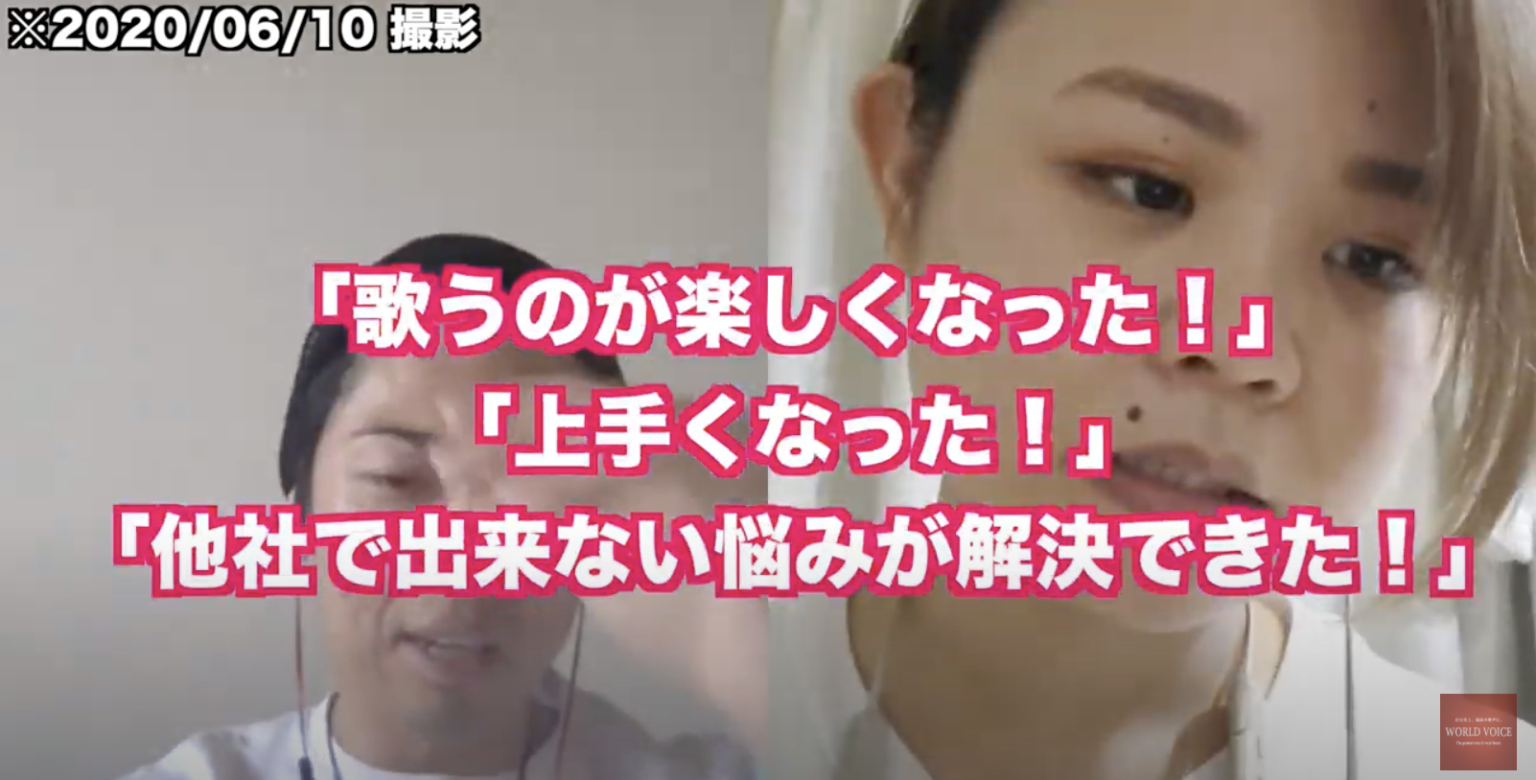 ※2020/06/10 撮影
「歌うのが楽しくなった！」
「上手くなった！」
「他社で出来ない悩みが解決できた！」
WORLD VOICE